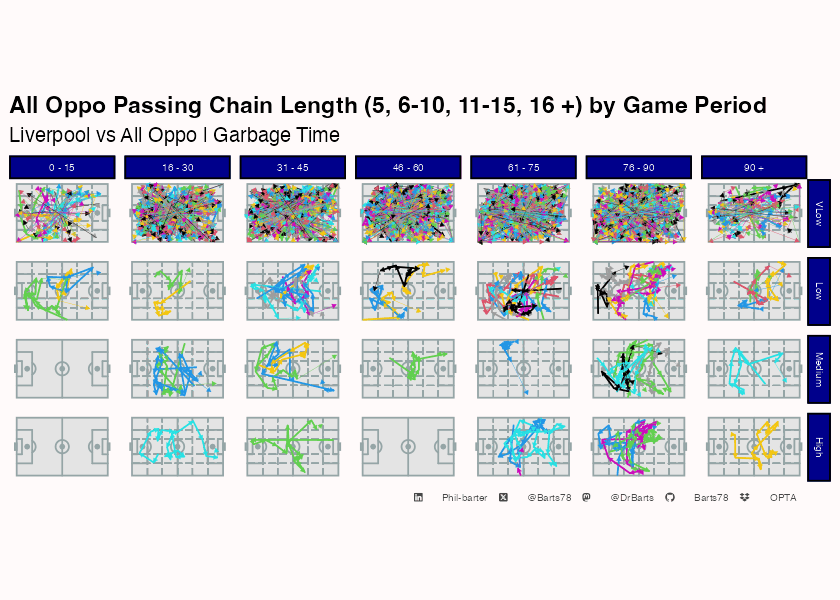 All Oppo Passing Chain Length (5, 6-10, 11-15, 16 +) by Game Period
Liverpool vs All Oppo | Garbage Time
0 - 15 16 - 30 31 - 45 46 - 60 61 - 75 76 - 90 90 +
V.Low
Low
Medium
High
Phil-barter @Barts78 @DrBarts Barts78 OPTA